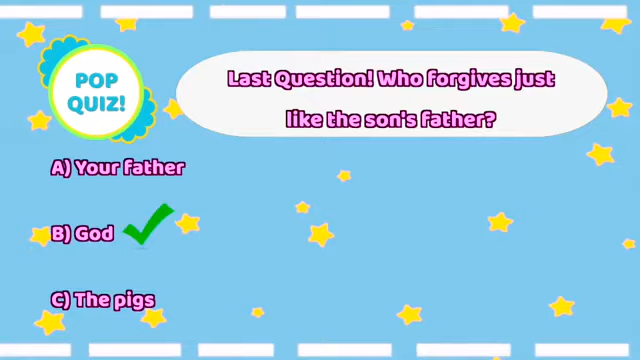 POP
QUIZ!
Last Question! Who forgives just
like the son's father?
A) Your father
B) God
C) The pigs